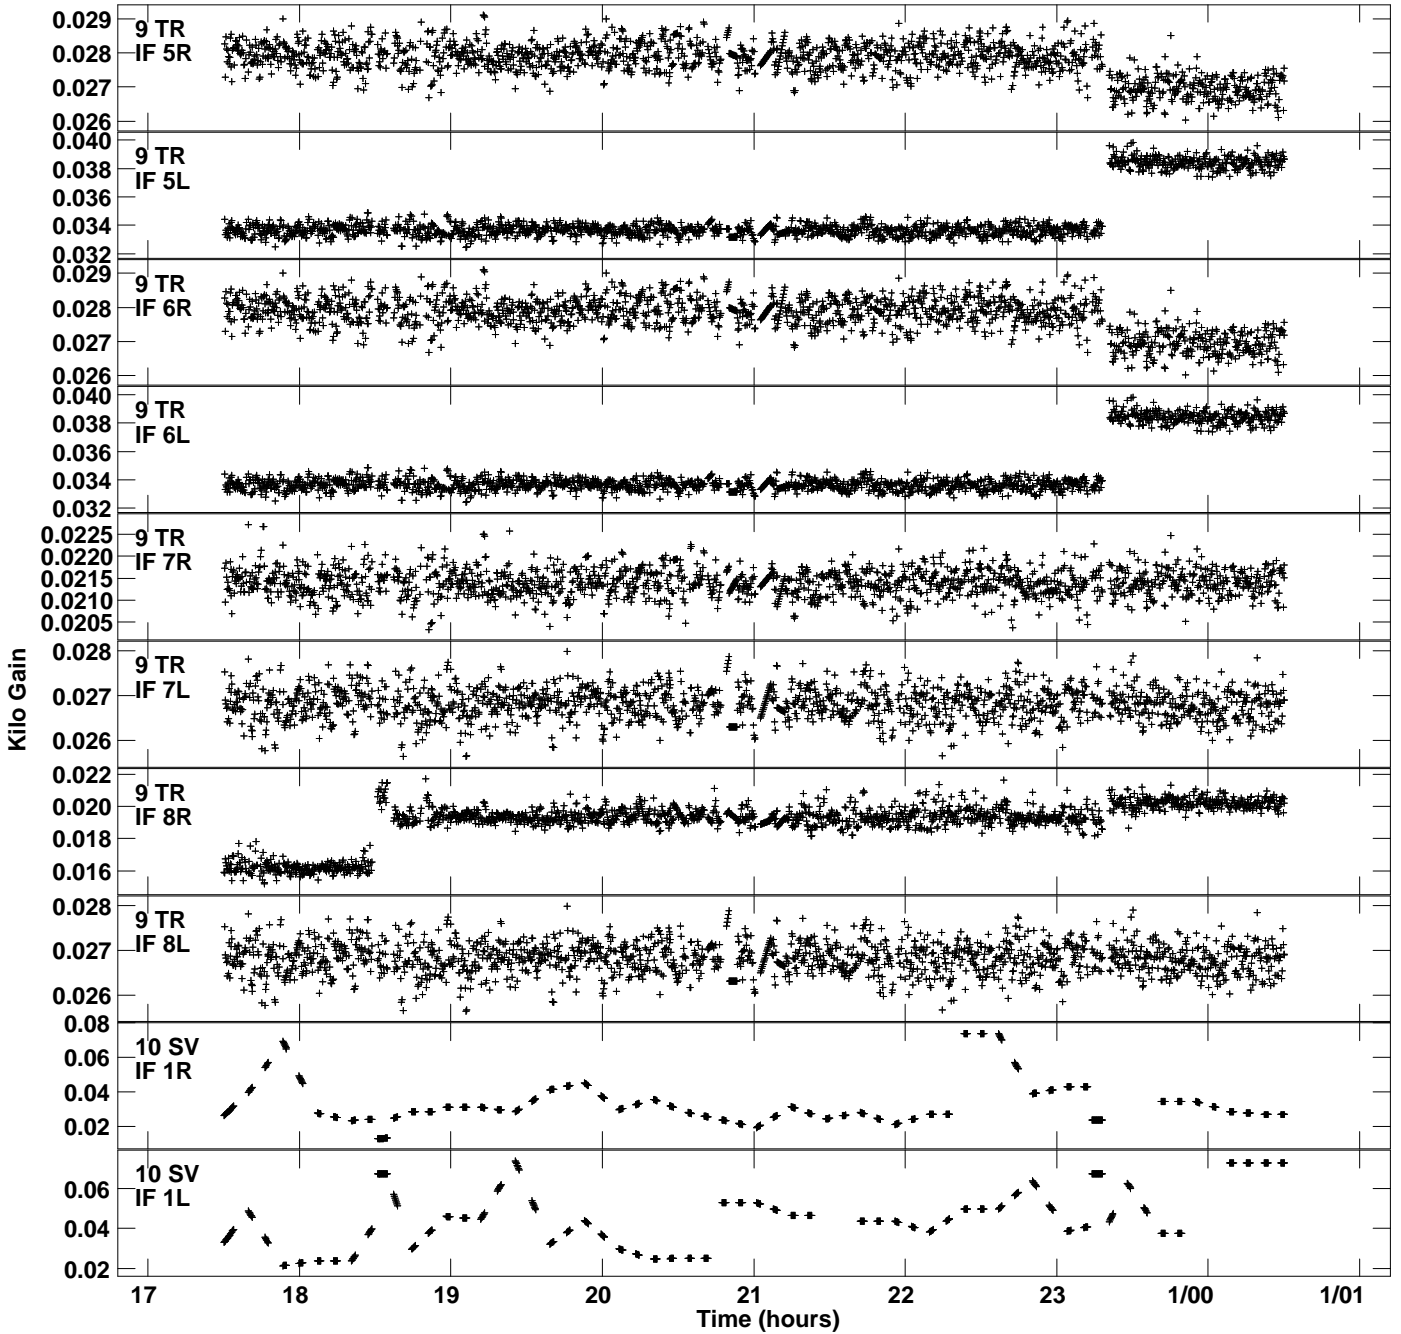 0.029
0.028
0.027
0.026
9 TR
IF 5R
0.040
0.038
0.036
0.034
0.032
9 TR
IF 5L
0.029
0.028
0.027
0.026
9 TR
IF 6R
0.040
0.038
0.036
0.034
0.032
9 TR
IF 6L
0.0225
0.0220
0.0215
0.0210
0.0205
9 TR
IF 7R
0.028
0.027
0.026
9 TR
IF 7L
0.022
0.020
0.018
0.016
9 TR
IF 8R
0.028
0.027
0.026
9 TR
IF 8L
0.08
0.06
0.04
0.02
10 SV
IF 1R
0.06
0.04
0.02
10 SV
IF 1L
Kilo Gain
17 18 19 20 21 22 23 1/00 1/01
Time (hours)